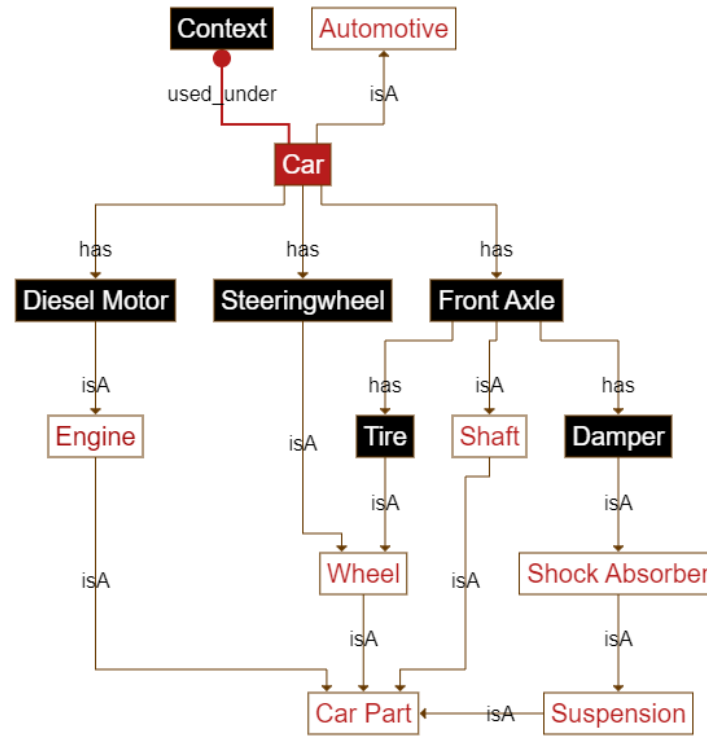 Context
Automotive
used_under
isA
Car
has
has
has
Diesel Motor
Steeringwheel
Front Axle
isA
has
isA
has
Engine
Tire
Shaft
Damper
isA
isA
isA
Wheel
Shock Absorber
isA
isA
isA
isA
Car Part
isA
Suspension